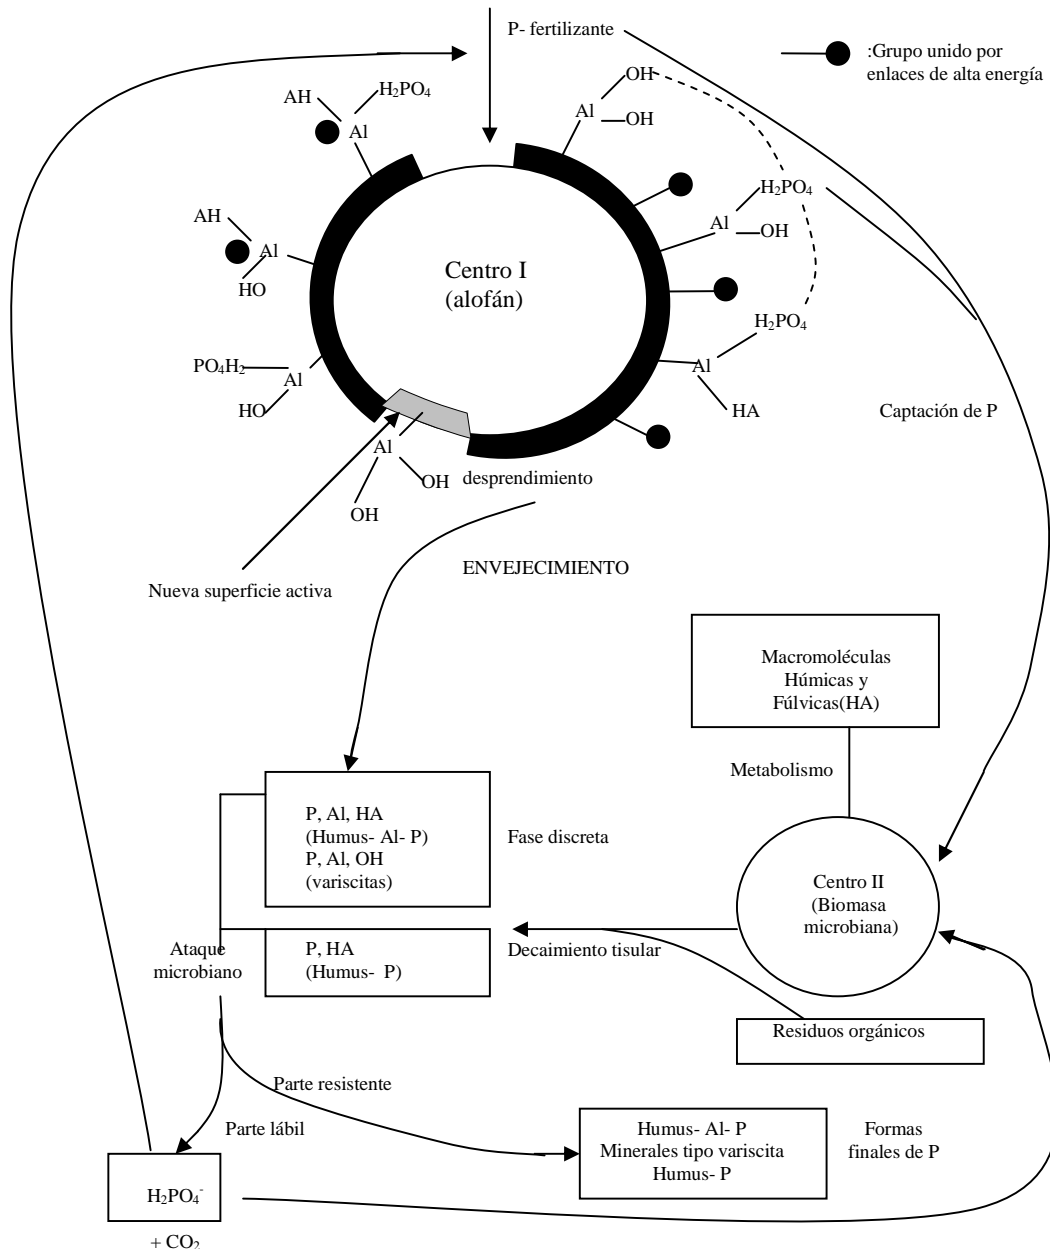 P- fertilizante
:Grupo unido por
enlaces de alta energía
AH
H₂PO₄
Al
OH
Al
OH
AH
Al
HO
H₂PO₄
Al
OH
Centro I
(alofán)
H₂PO₄
Al
HA
PO₄H₂
Al
HO
Captación de P
Al
OH
OH
desprendimiento
ENVEJECIMIENTO
Nueva superficie activa
Macromoléculas
Húmicas y
Fúlvicas(HA)
Metabolismo
P, Al, HA
(Humus- Al- P)
P, Al, OH
(variscitas)
Fase discreta
Centro II
(Biomasa
microbiana)
Ataque
microbiano
P, HA
(Humus- P)
Decaimiento tisular
Residuos orgánicos
Parte resistente
Parte lábil
Humus- Al- P
Minerales tipo variscita
Humus- P
Formas
finales de P
H₂PO₄⁻
+ CO₂